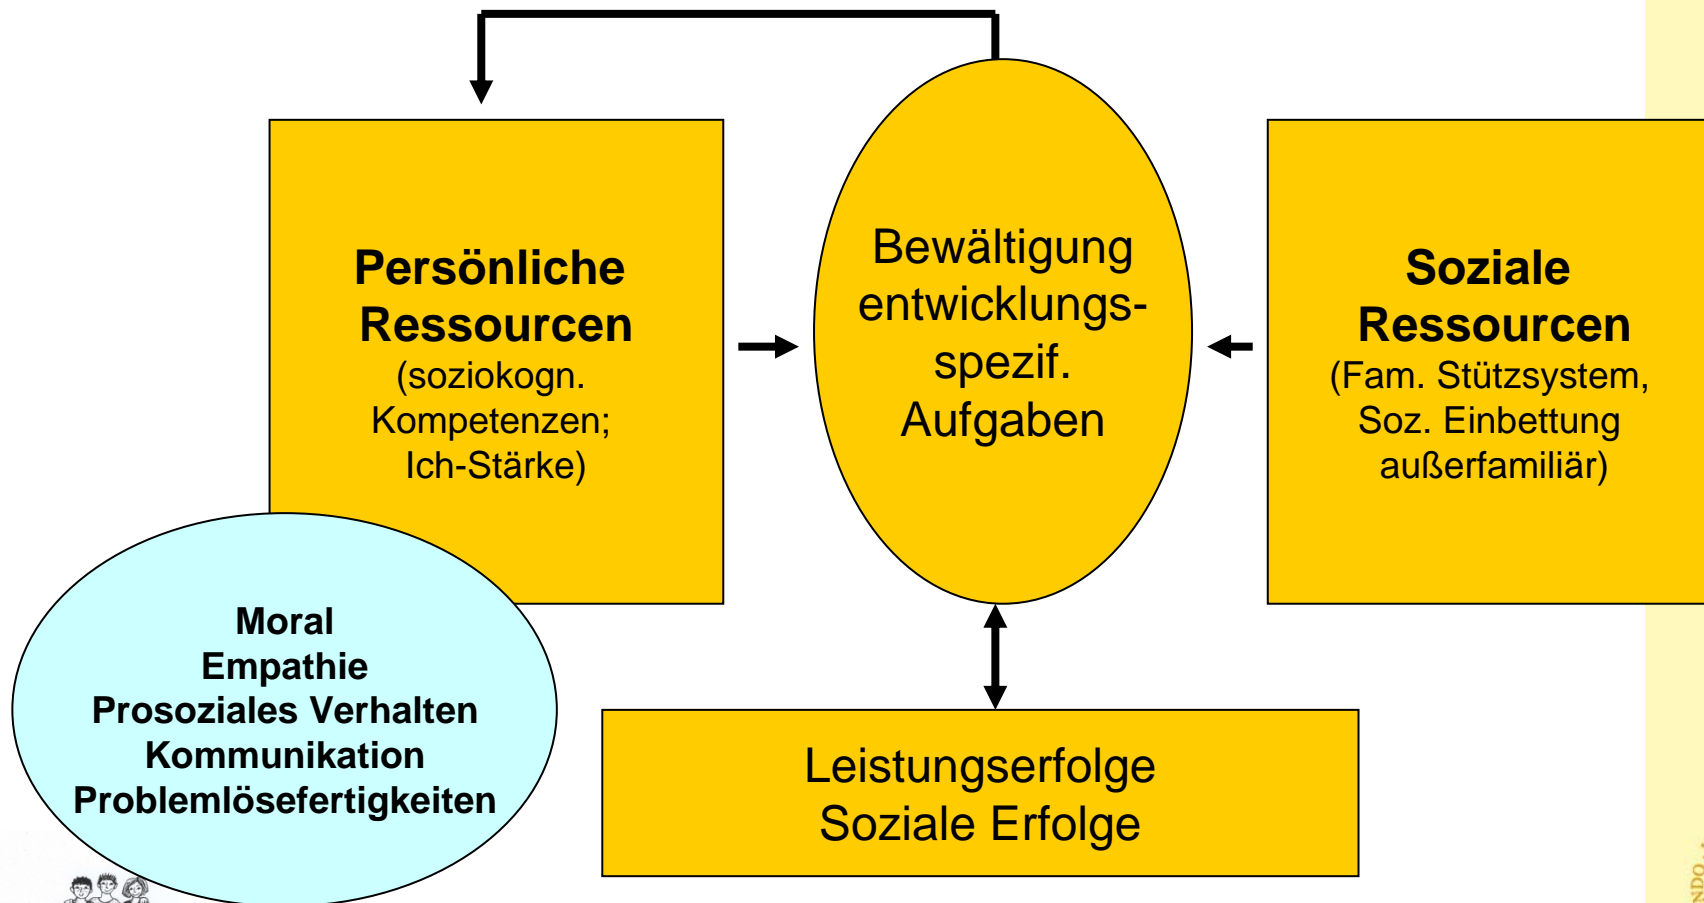 Persönliche
Ressourcen
(soziokogn.
Kompetenzen;
Ich-Stärke)
Bewältigung
entwicklungs-
spezif.
Aufgaben
Soziale
Ressourcen
(Fam. Stützsystem,
Soz. Einbettung
außerfamiliär)
Moral
Empathie
Prosoziales Verhalten
Kommunikation
Problemlösefertigkeiten
Leistungserfolge
Soziale Erfolge